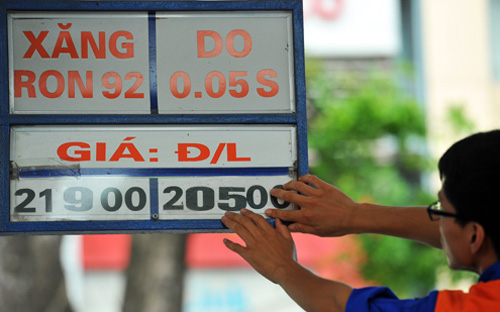 XĂNG DO
RON 92 0.05 S
GIÁ: Đ/L
21900 20500